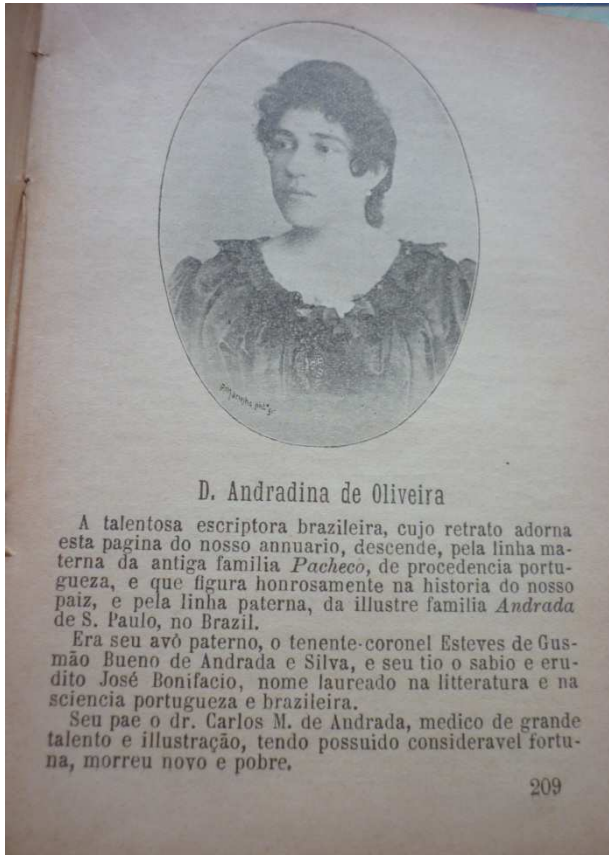 D. Andradina de Oliveira
A talentosa escriptora brazileira, cujo retrato adorna
esta pagina do nosso annuario, descende, pela linha ma-
terna da antiga familia Pacheco, de procedencia portu-
gueza, e que figura honrosamente na historia do nosso
paiz, e pela linha paterna, da illustre familia Andrada
de S. Paulo, no Brazil.
Era seu avô paterno, o tenente-coronel Esteves de Gus-
mão Bueno de Andrada e Silva, e seu tio o sabio e eru-
dito José Bonifacio, nome laureado na litteratura e na
sciencia portugueza e brazileira.
Seu pae o dr. Carlos M. de Andrada, medico de grande
talento e illustração, tendo possuido consideravel fortu-
na, morreu novo e pobre.
209